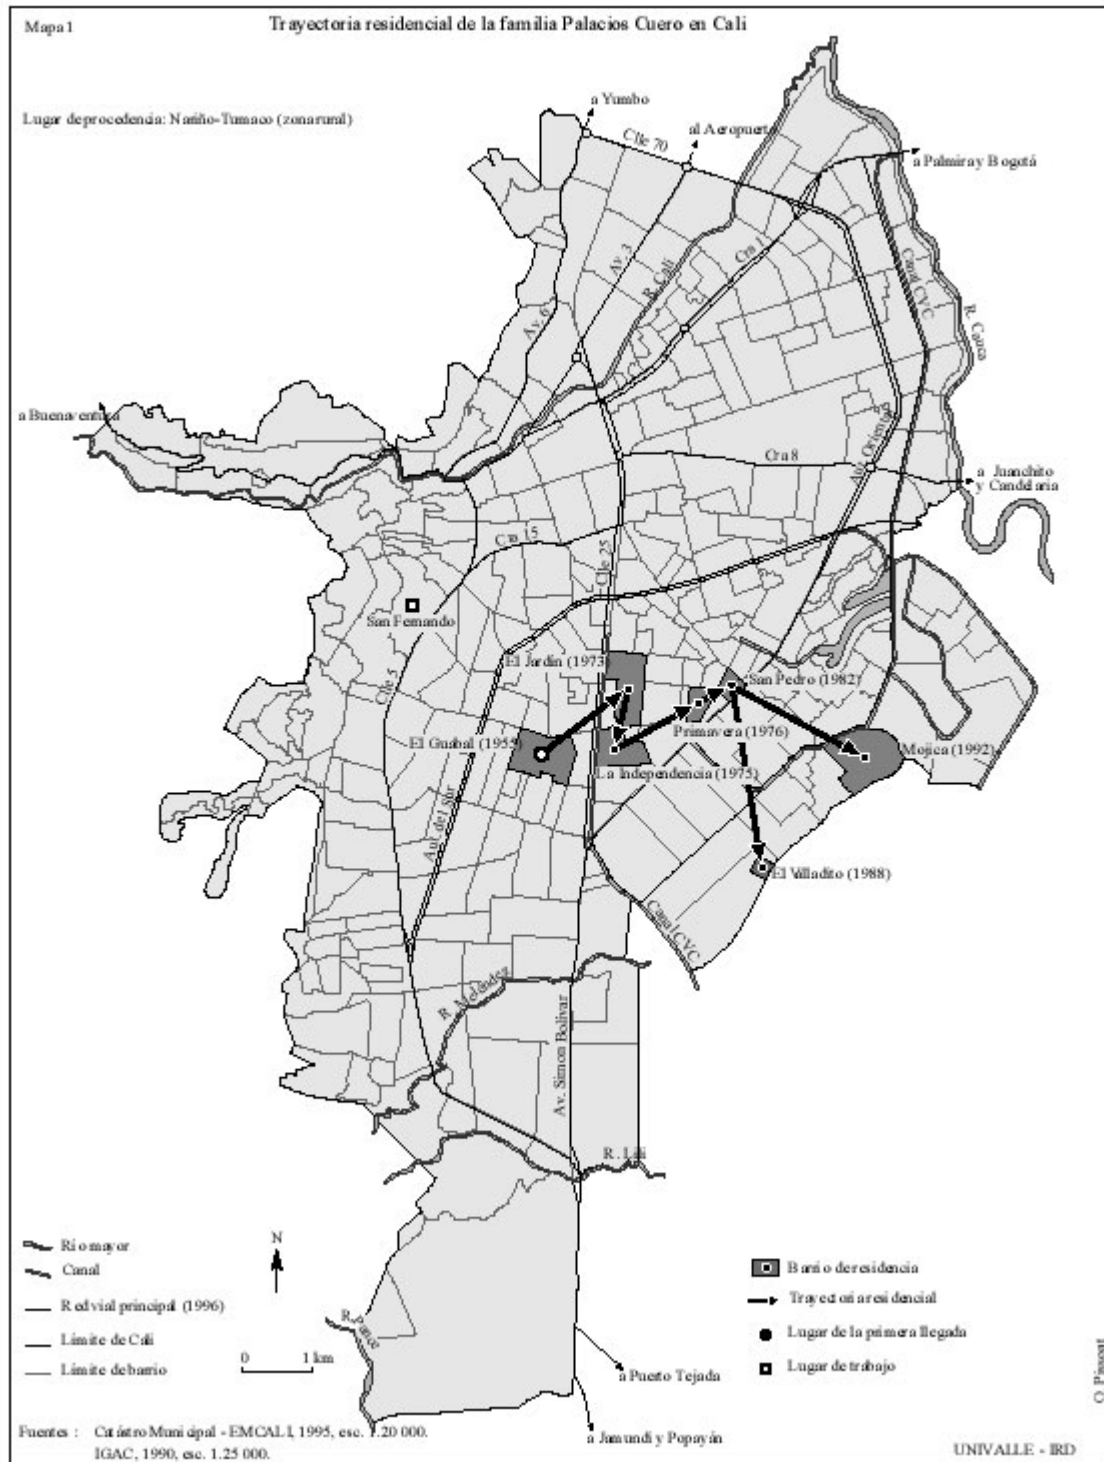 Mapa 1
Trayectoria residencial de la familia Palacios Cuero en Cali
Lugar de procedencia: Nariño-Tumaco (zona rural)
a Yumbo
Clle 70
al Aeropuerto
a Palmira y Bogotá
Av. 3
R. Cali
Cra 1
Canal CVC
R. Cauca
Av. 6
a Buenaventura
Aut. Oriental
Cra 8
a Juanchito
y Candelaria
Cra 15
Clle 25
San Fernando
Clle 5
El Jardín (1973)
San Pedro (1982)
El Guabal (1955)
Primavera (1976)
Mojica (1992)
La Independencia (1975)
Aut. del Sur
El Valladito (1988)
Canal CVC
R. Meléndez
Av. Simon Bolivar
R. Lili
R. Pance
a Puerto Tejada
a Jamundí y Popayán
Río mayor
Canal
Red vial principal (1996)
Límite de Cali
Límite de barrio
N
0 1 km
Barrio de residencia
Trayectoria residencial
Lugar de la primera llegada
Lugar de trabajo
O Pissoat
Fuentes : Catástro Municipal - EMCALI, 1995, esc. 1.20 000.
IGAC, 1990, esc. 1.25 000.
UNIVALLE - IRD